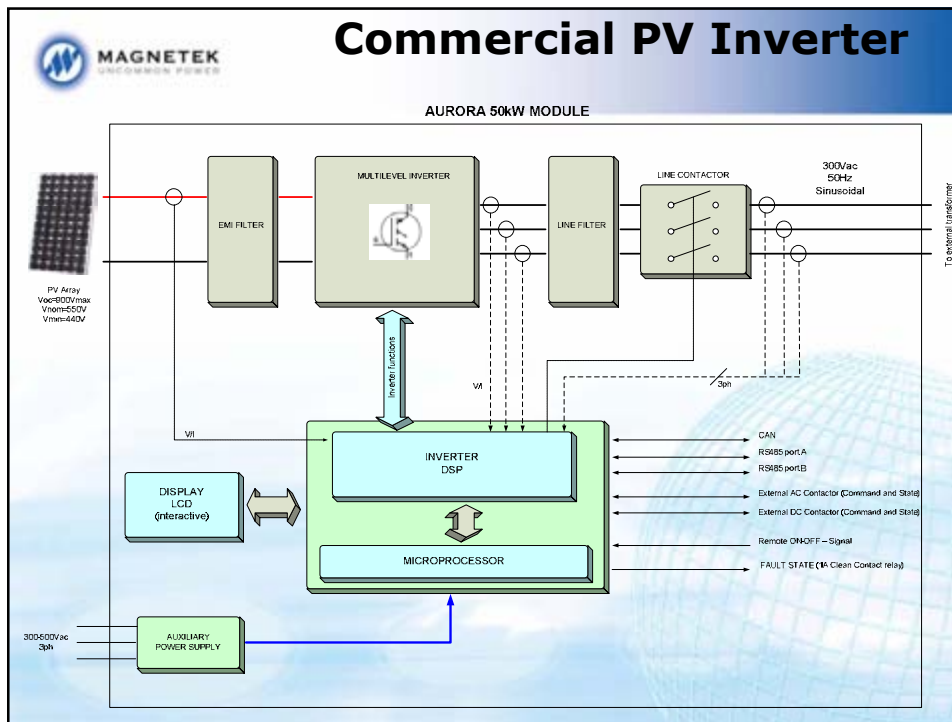 MAGNETEK
UNCOMMON POWER
Commercial PV Inverter
AURORA 50kW MODULE
EMI FILTER
MULTILEVEL INVERTER
LINE FILTER
LINE CONTACTOR
300Vac
50Hz
Sinusoidal
To external transformer
PV Array
Voc=900Vmax
Vnom=550V
Vmin=440V
Inverter functions
V/I
3ph
V/I
INVERTER
DSP
CAN
RS485 port A
RS485 port B
DISPLAY
LCD
(interactive)
External AC Contactor (Command and State)
External DC Contactor (Command and State)
Remote ON-OFF – Signal
MICROPROCESSOR
FAULT STATE (1A Clean Contact relay)
300-500Vac
3ph
AUXILIARY
POWER SUPPLY